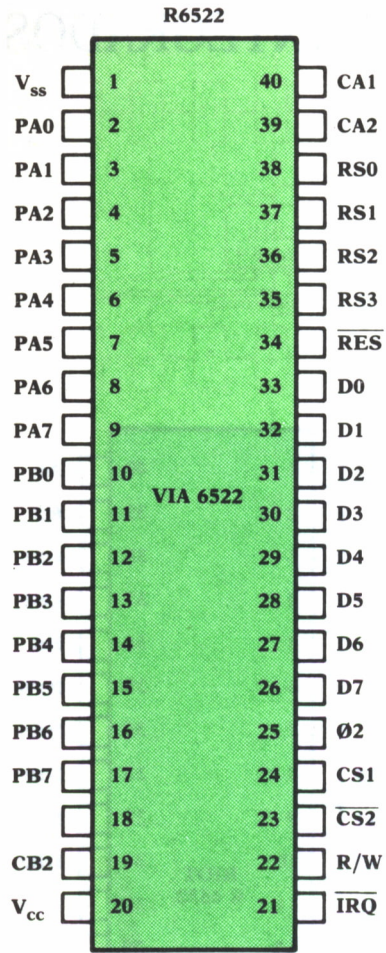 R6522
Vss 1 40 CA1
PA0 2 39 CA2
PA1 3 38 RS0
PA2 4 37 RS1
PA3 5 36 RS2
PA4 6 35 RS3
PA5 7 34 R̅E̅S̅
PA6 8 33 D0
PA7 9 32 D1
PB0 10 31 D2
VIA 6522
PB1 11 30 D3
PB2 12 29 D4
PB3 13 28 D5
PB4 14 27 D6
PB5 15 26 D7
PB6 16 25 Ø2
PB7 17 24 CS1
18 23 C̅S̅2̅
CB2 19 22 R/W
Vcc 20 21 I̅R̅Q̅